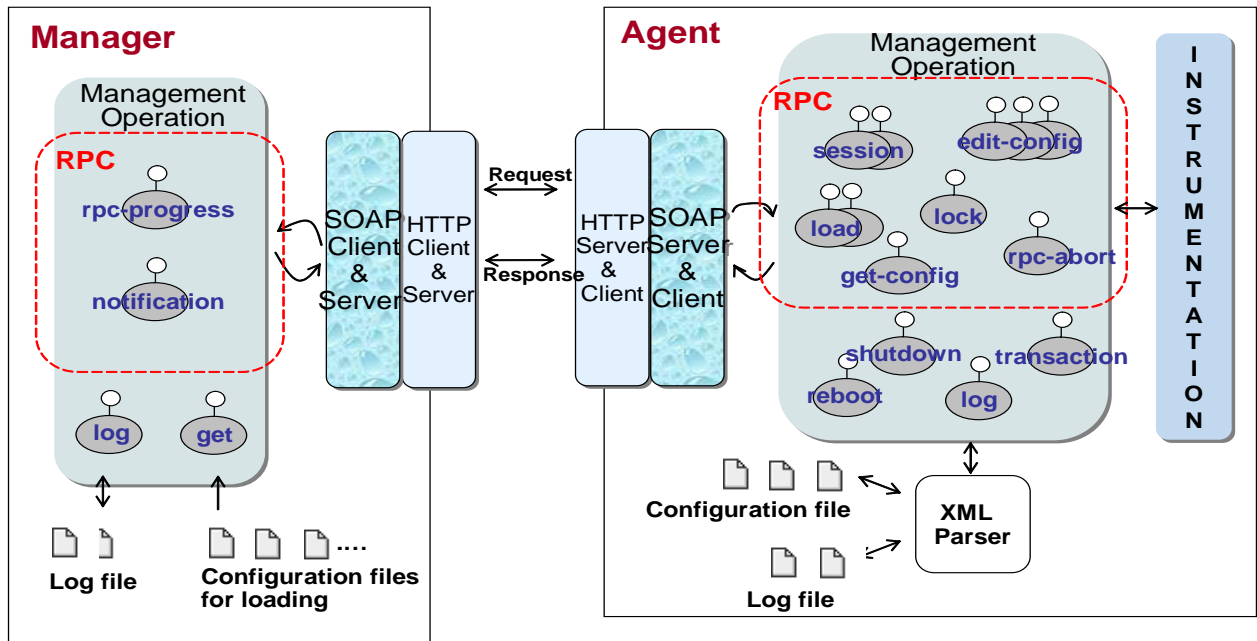 Manager
Management
Operation
RPC
rpc-progress
notification
log
get
Log file
Configuration files
for loading
....
SOAP
Client
&
Server
HTTP
Client
&
Server
Request
Response
Agent
HTTP
Server
&
Client
SOAP
Server
&
Client
Management
Operation
RPC
session
edit-config
load
lock
get-config
rpc-abort
shutdown
transaction
reboot
log
Configuration file
Log file
XML
Parser
I
N
S
T
R
U
M
E
N
T
A
T
I
O
N